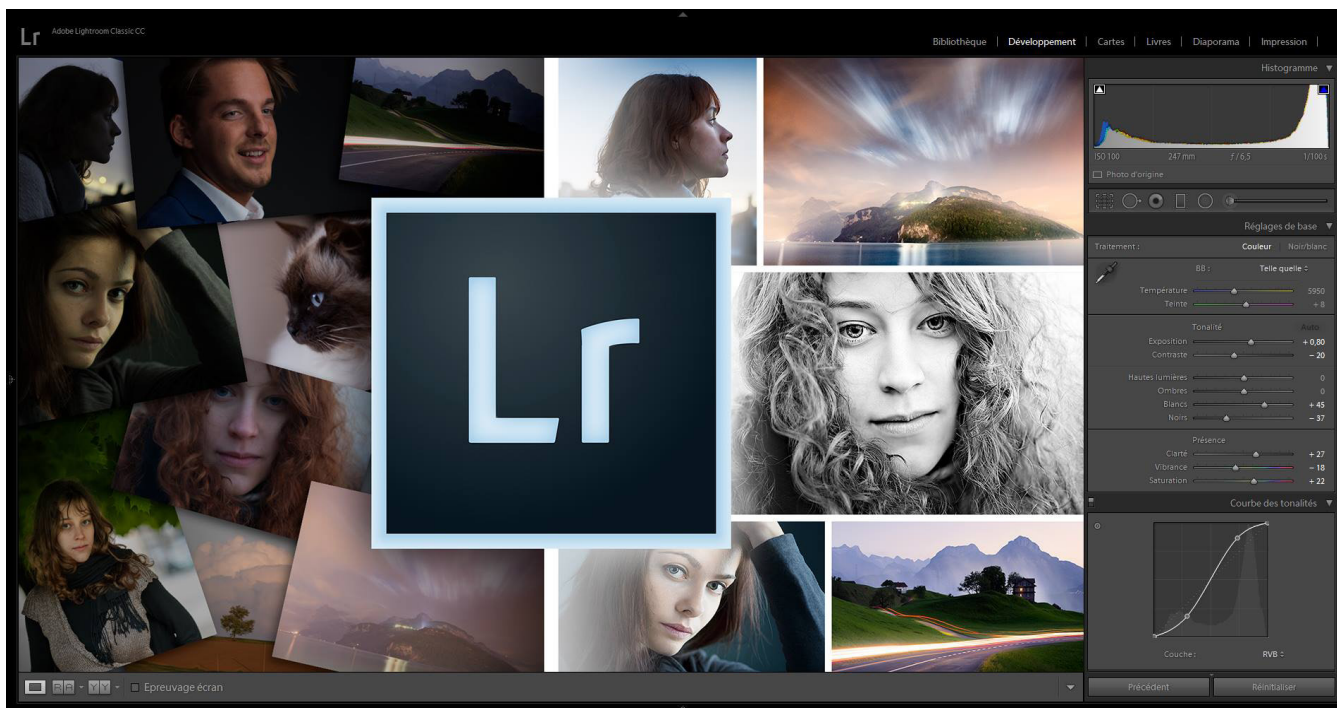 Lr Adobe Lightroom Classic CC
Bibliothèque | Développement | Cartes | Livres | Diaporama | Impression |
Histogramme
ISO 100 247 mm ƒ / 6,5 1/100 s
Photo d'origine
Réglages de base
Traitement : Couleur Noir/blanc
BB : Telle quelle
Température 5950
Teinte + 8
Tonalité Auto
Exposition + 0,80
Contraste – 20
Hautes lumières 0
Ombres 0
Blancs + 45
Noirs – 37
Présence
Clarté + 27
Vibrance – 18
Saturation + 22
Courbe des tonalités
Couche : RVB
Lr
R A Y Y Epreuvage écran
Précédent Réinitialiser